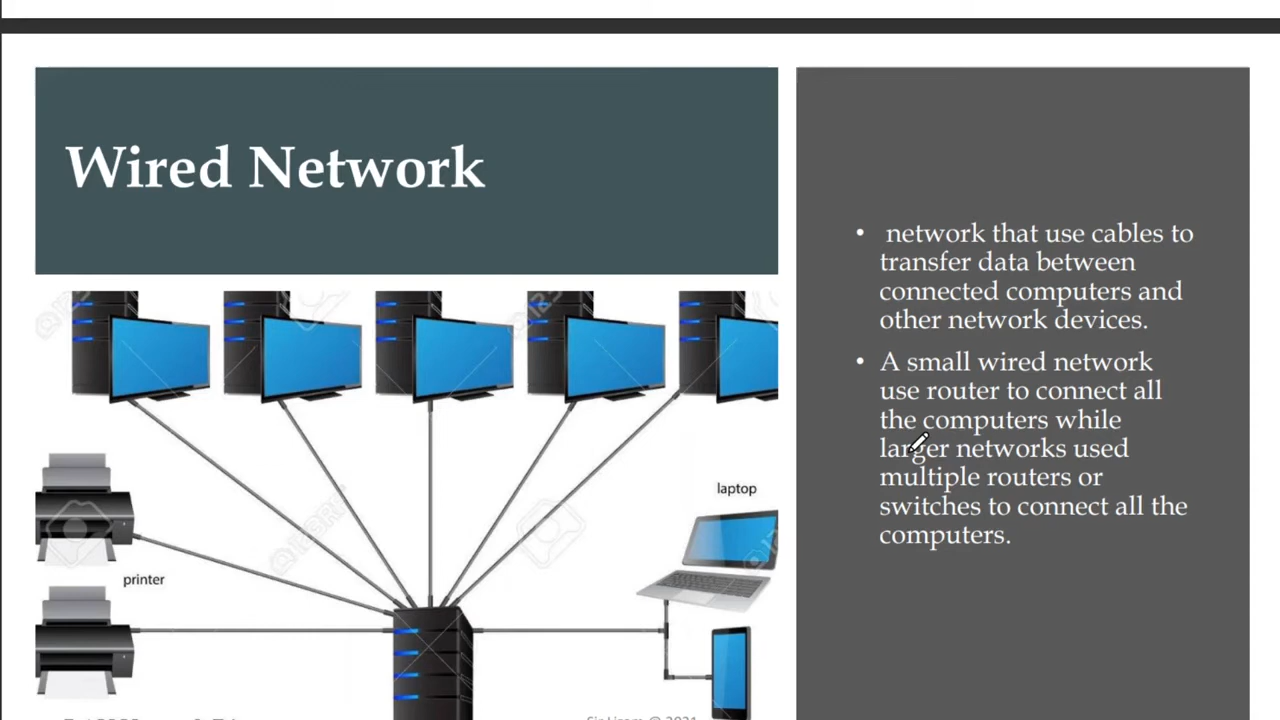 Wired Network
• network that use cables to
transfer data between
connected computers and
other network devices.
• A small wired network
use router to connect all
the computers while
larger networks used
multiple routers or
switches to connect all the
computers.
laptop
printer